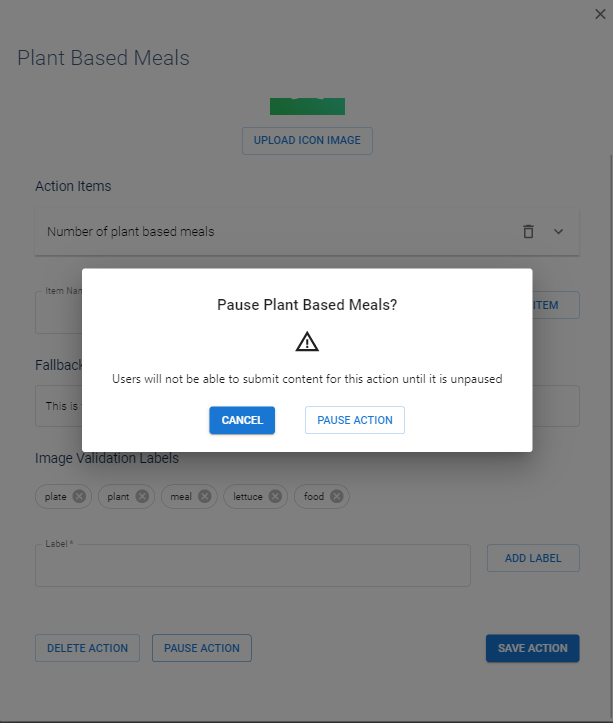 Plant Based Meals
UPLOAD ICON IMAGE
Action Items
Number of plant based meals
Item Nam
ITEM
Pause Plant Based Meals?
Users will not be able to submit content for this action until it is unpaused
CANCEL
PAUSE ACTION
Fallback
This is
Image Validation Labels
plate
plant
meal
lettuce
food
Label *
ADD LABEL
DELETE ACTION
PAUSE ACTION
SAVE ACTION